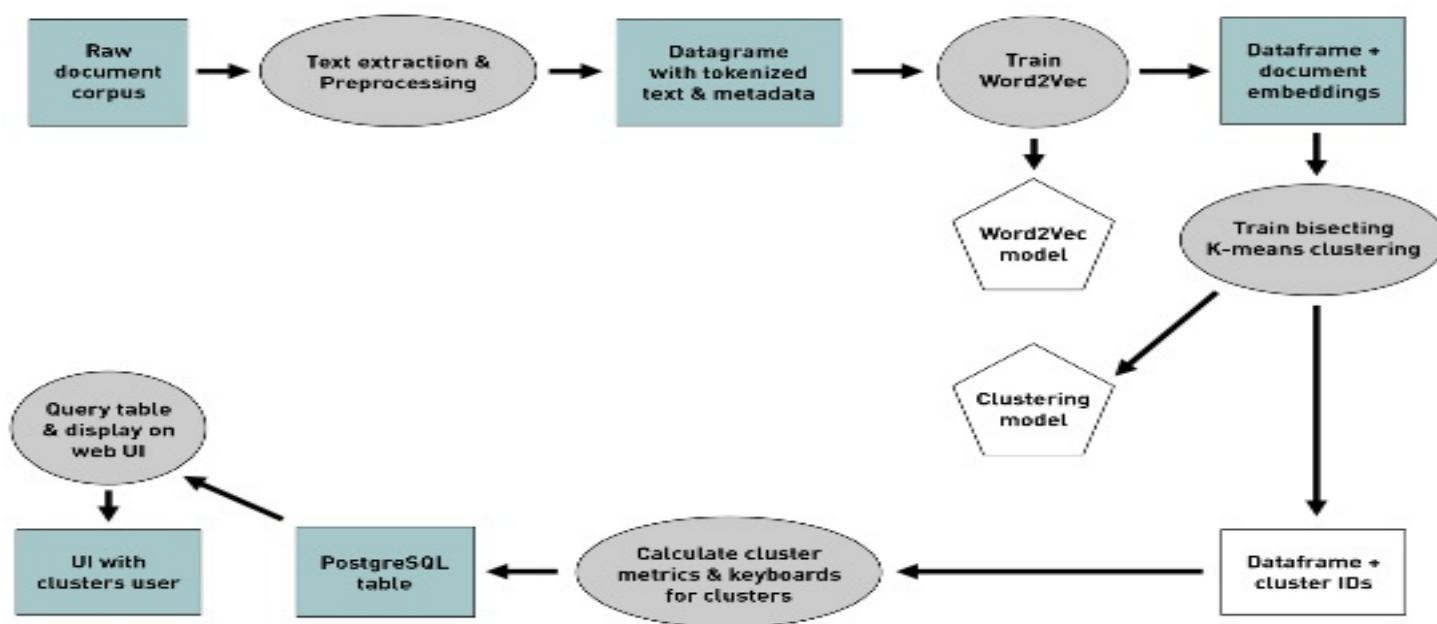 Raw
document
corpus
Text extraction &
Preprocessing
Datagrame
with tokenized
text & metadata
Train
Word2Vec
Dataframe +
document
embeddings
Word2Vec
model
Train bisecting
K-means clustering
Clustering
model
Query table
& display on
web UI
UI with
clusters user
PostgreSQL
table
Calculate cluster
metrics & keyboards
for clusters
Dataframe +
cluster IDs